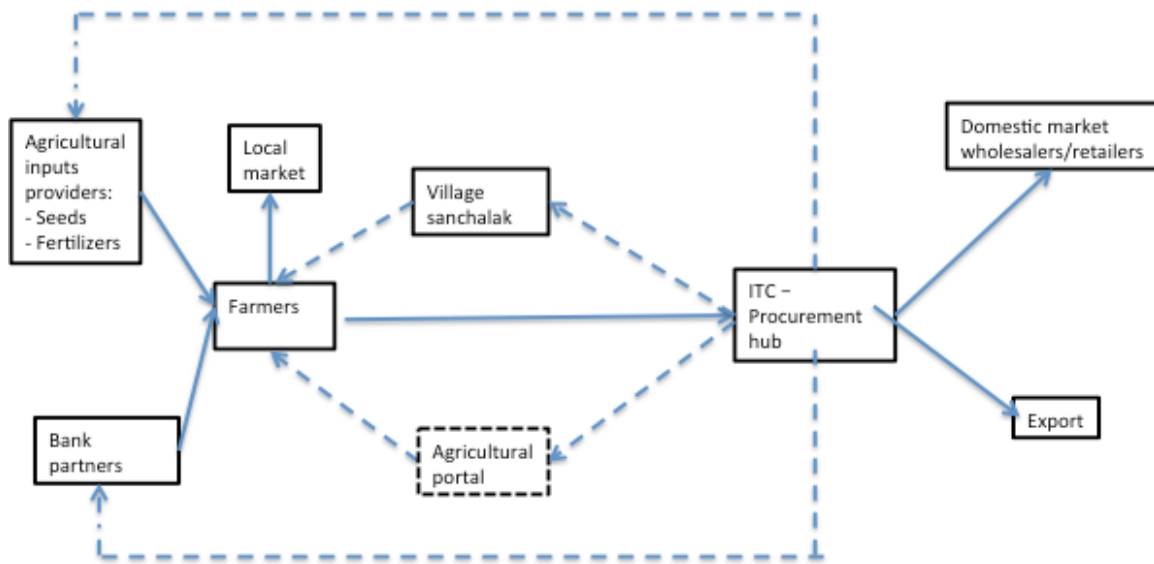 Agricultural
inputs
providers:
- Seeds
- Fertilizers
Local
market
Village
sanchalak
Domestic market
wholesalers/retailers
Farmers
ITC –
Procurement
hub
Bank
partners
Agricultural
portal
Export